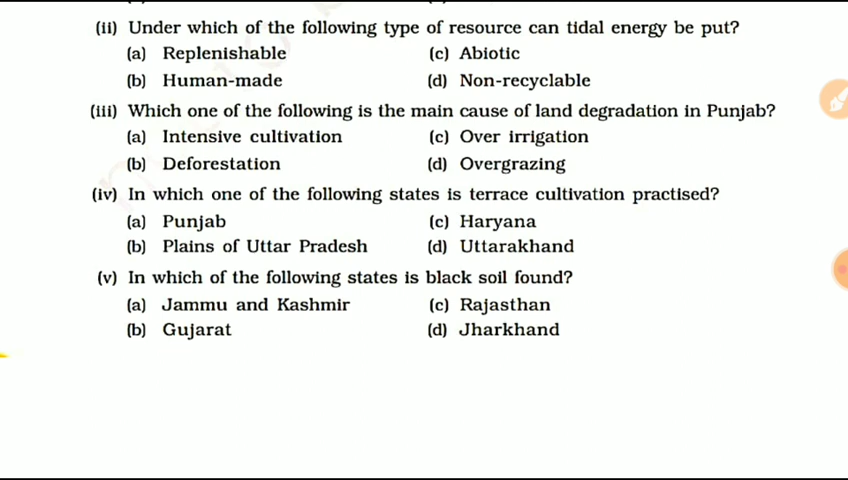 (ii) Under which of the following type of resource can tidal energy be put?
(a) Replenishable (c) Abiotic
(b) Human-made (d) Non-recyclable
(iii) Which one of the following is the main cause of land degradation in Punjab?
(a) Intensive cultivation (c) Over irrigation
(b) Deforestation (d) Overgrazing
(iv) In which one of the following states is terrace cultivation practised?
(a) Punjab (c) Haryana
(b) Plains of Uttar Pradesh (d) Uttarakhand
(v) In which of the following states is black soil found?
(a) Jammu and Kashmir (c) Rajasthan
(b) Gujarat (d) Jharkhand